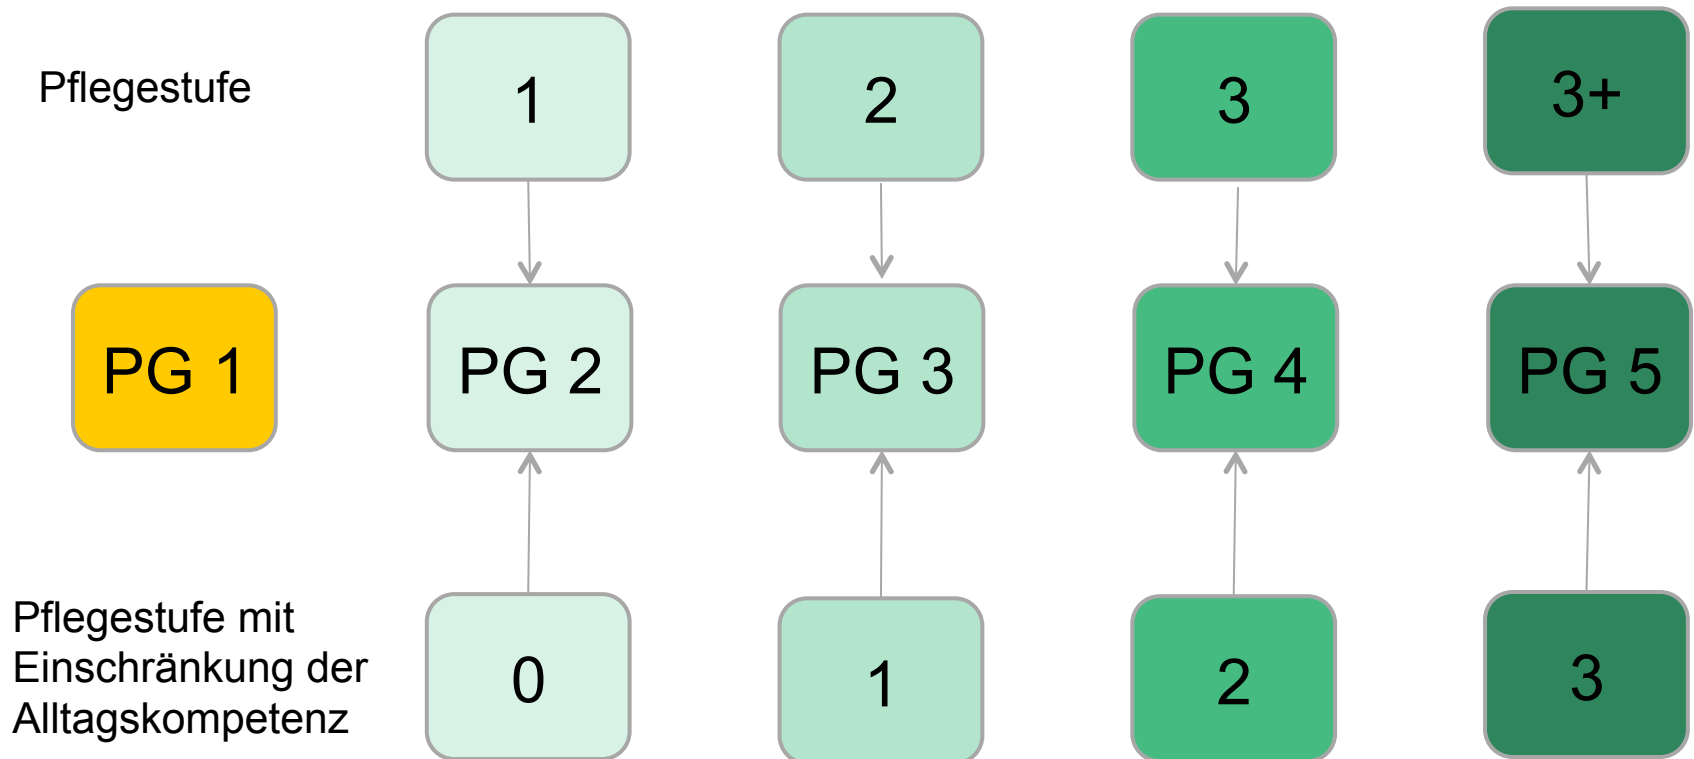 Pflegestufe
1
2
3
3+
PG 1
PG 2
PG 3
PG 4
PG 5
Pflegestufe mit
Einschränkung der
Alltagskompetenz
0
1
2
3